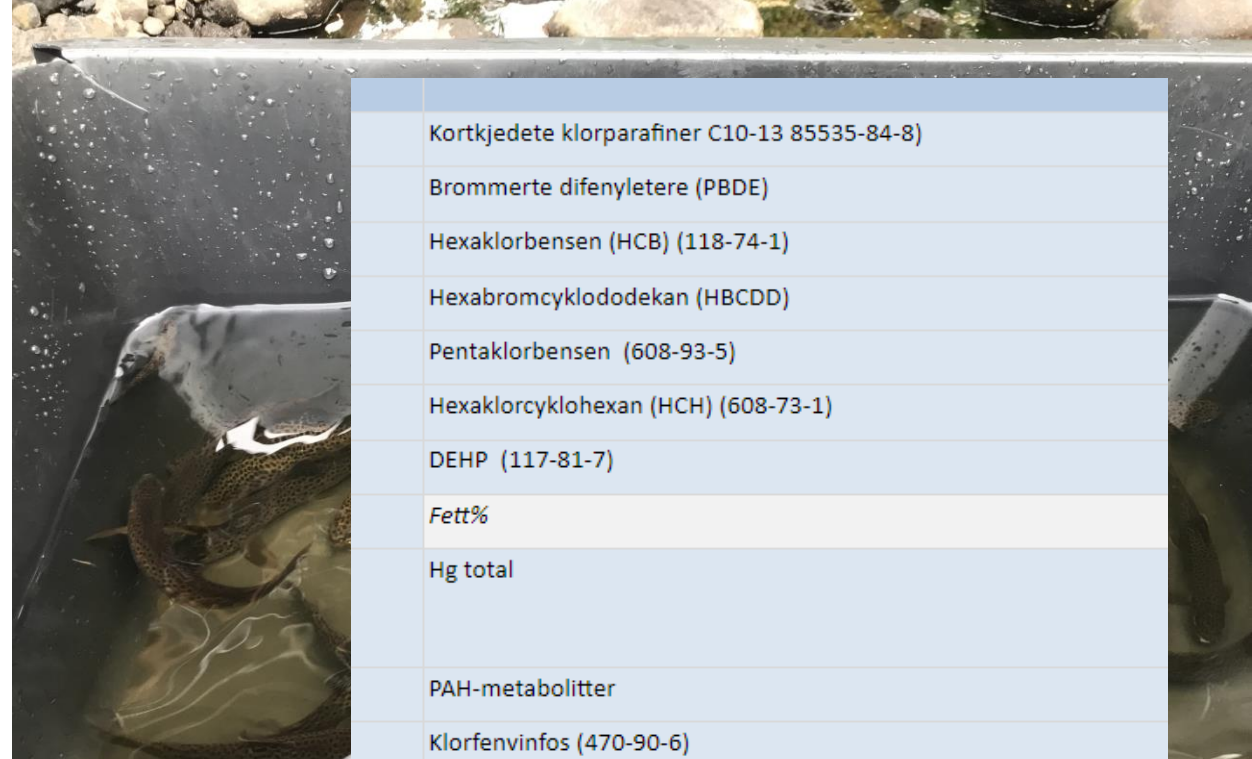 Kortkjedete klorparafiner C10-13 85535-84-8)
Brommerte difenyletere (PBDE)
Hexaklorbensen (HCB) (118-74-1)
Hexabromcyklododekan (HBCDD)
Pentaklorbensen  (608-93-5)
Hexaklorcyklohexan (HCH) (608-73-1)
DEHP  (117-81-7)
Fett%
Hg total
PAH-metabolitter
Klorfenvinfos (470-90-6)